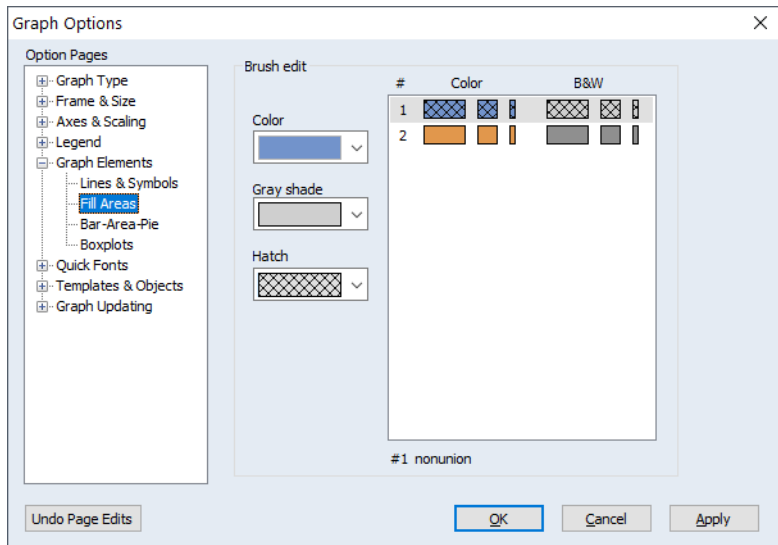 Graph Options
Option Pages
Graph Type
Frame & Size
Axes & Scaling
Legend
Graph Elements
Lines & Symbols
Fill Areas
Bar-Area-Pie
Boxplots
Quick Fonts
Templates & Objects
Graph Updating
Brush edit
Color
Gray shade
Hatch
# Color B&W
1
2
#1 nonunion
Undo Page Edits
OK
Cancel
Apply